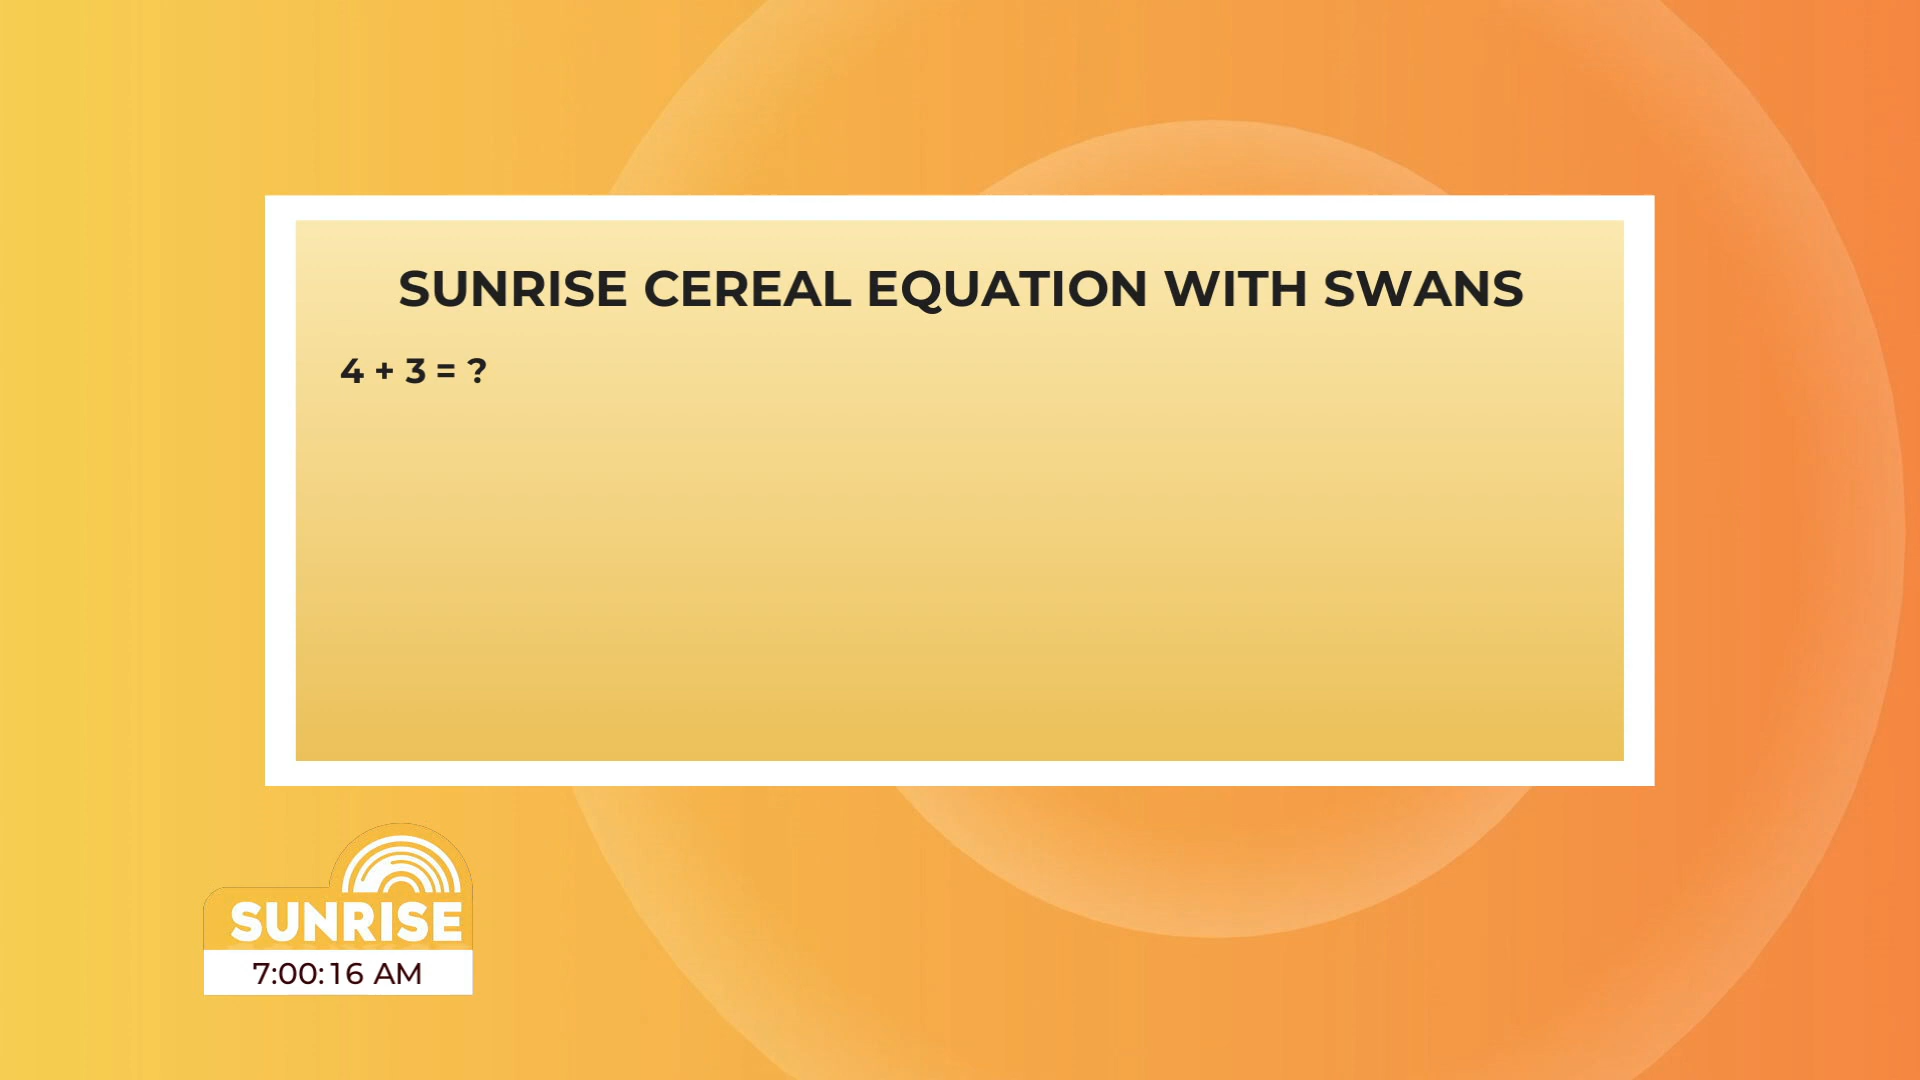 SUNRISE CEREAL EQUATION WITH SWANS
4 + 3 = ?
SUNRISE
7:00:16 AM